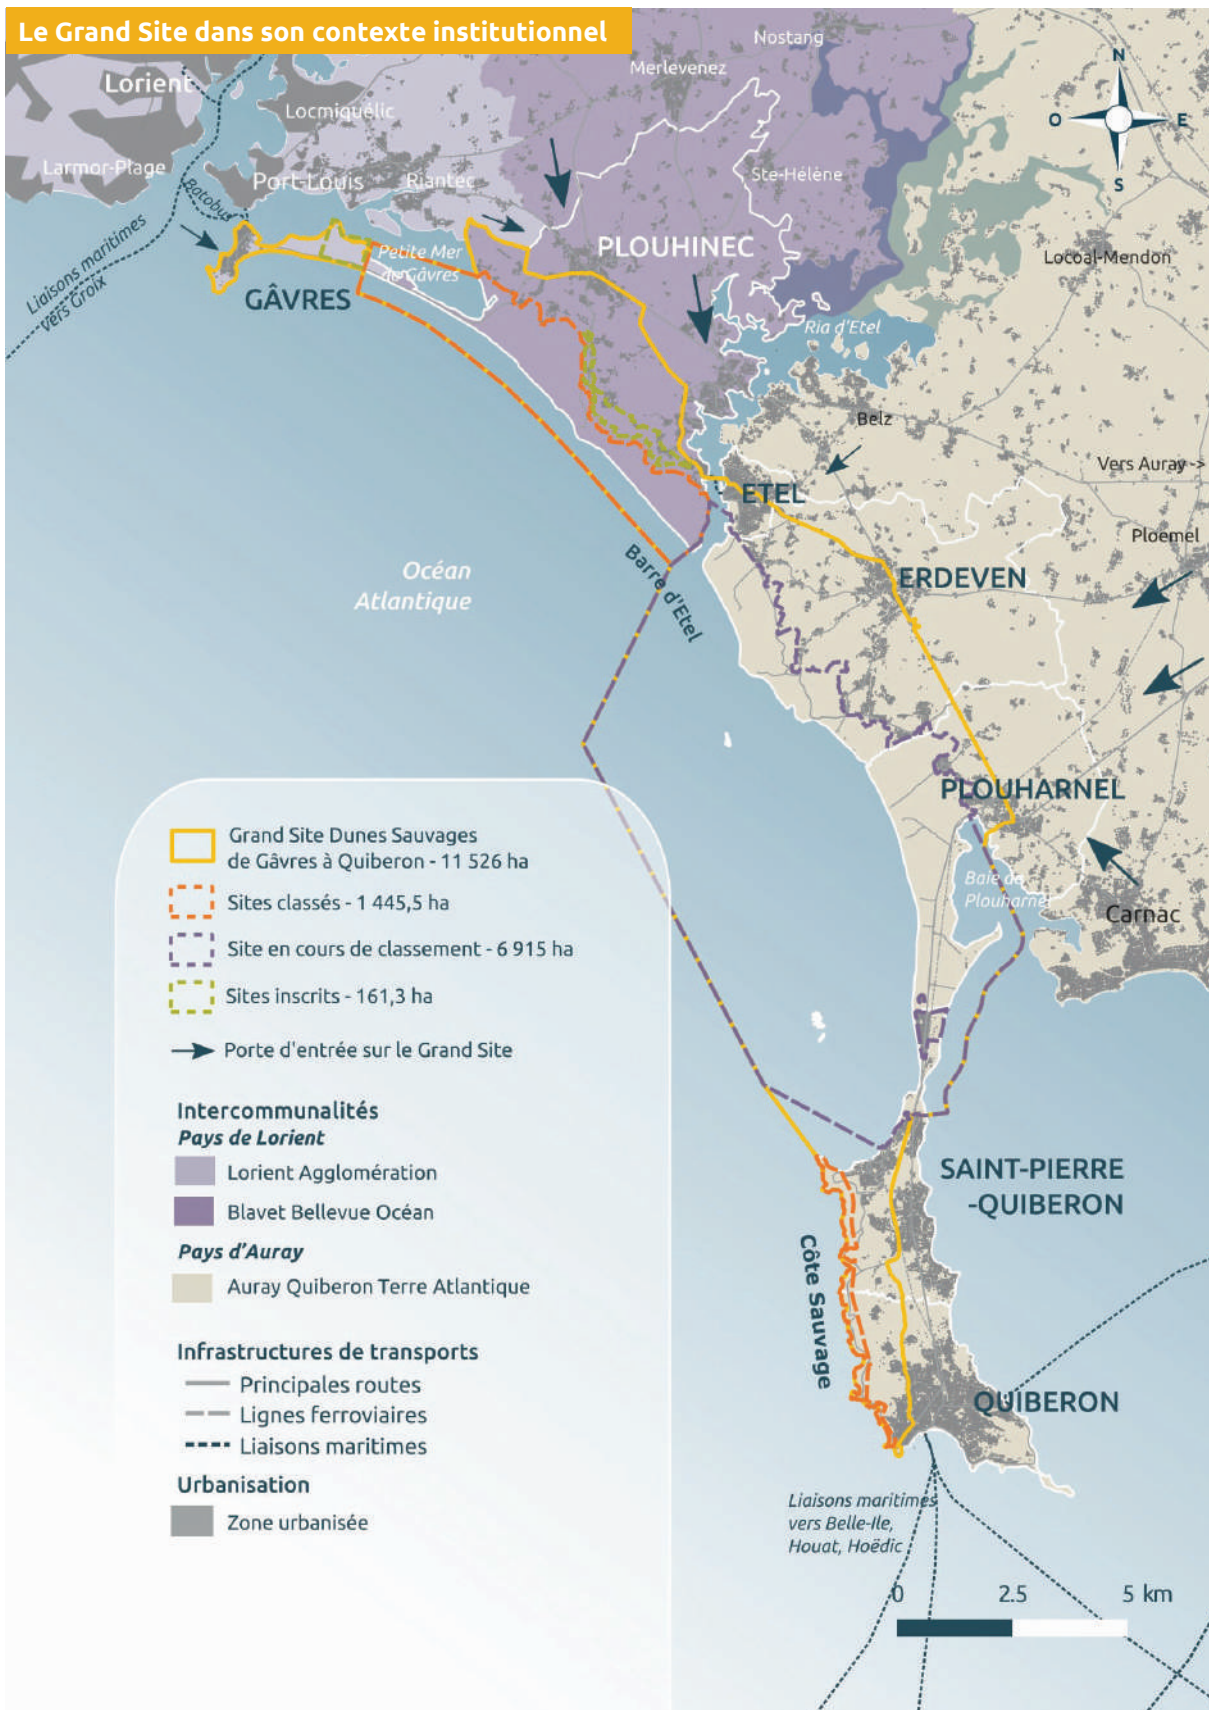 Le Grand Site dans son contexte institutionnel
Nostang
Merlevenez
Lorient
Locmiquélic
N
O
E
S
Larmor-Plage
Port-Louis
Riantec
Ste-Hélène
Batobus
Liaisons maritimes
vers Groix
PLOUHINEC
Petite Mer
de Gâvres
Locoal-Mendon
GÂVRES
Ria d'Etel
Belz
Vers Auray ->
ETEL
Ploemel
Océan
Atlantique
Barre d'Etel
ERDEVEN
PLOUHARNEL
Baie de
Plouharnel
Carnac
Grand Site Dunes Sauvages
de Gâvres à Quiberon - 11 526 ha
Sites classés - 1 445,5 ha
Site en cours de classement - 6 915 ha
Sites inscrits - 161,3 ha
Porte d'entrée sur le Grand Site
Intercommunalités
Pays de Lorient
Lorient Agglomération
Blavet Bellevue Océan
Pays d'Auray
Auray Quiberon Terre Atlantique
Infrastructures de transports
Principales routes
Lignes ferroviaires
Liaisons maritimes
Urbanisation
Zone urbanisée
SAINT-PIERRE
-QUIBERON
Côte Sauvage
QUIBERON
Liaisons maritimes
vers Belle-Ile,
Houat, Hoëdic
0 2.5 5 km